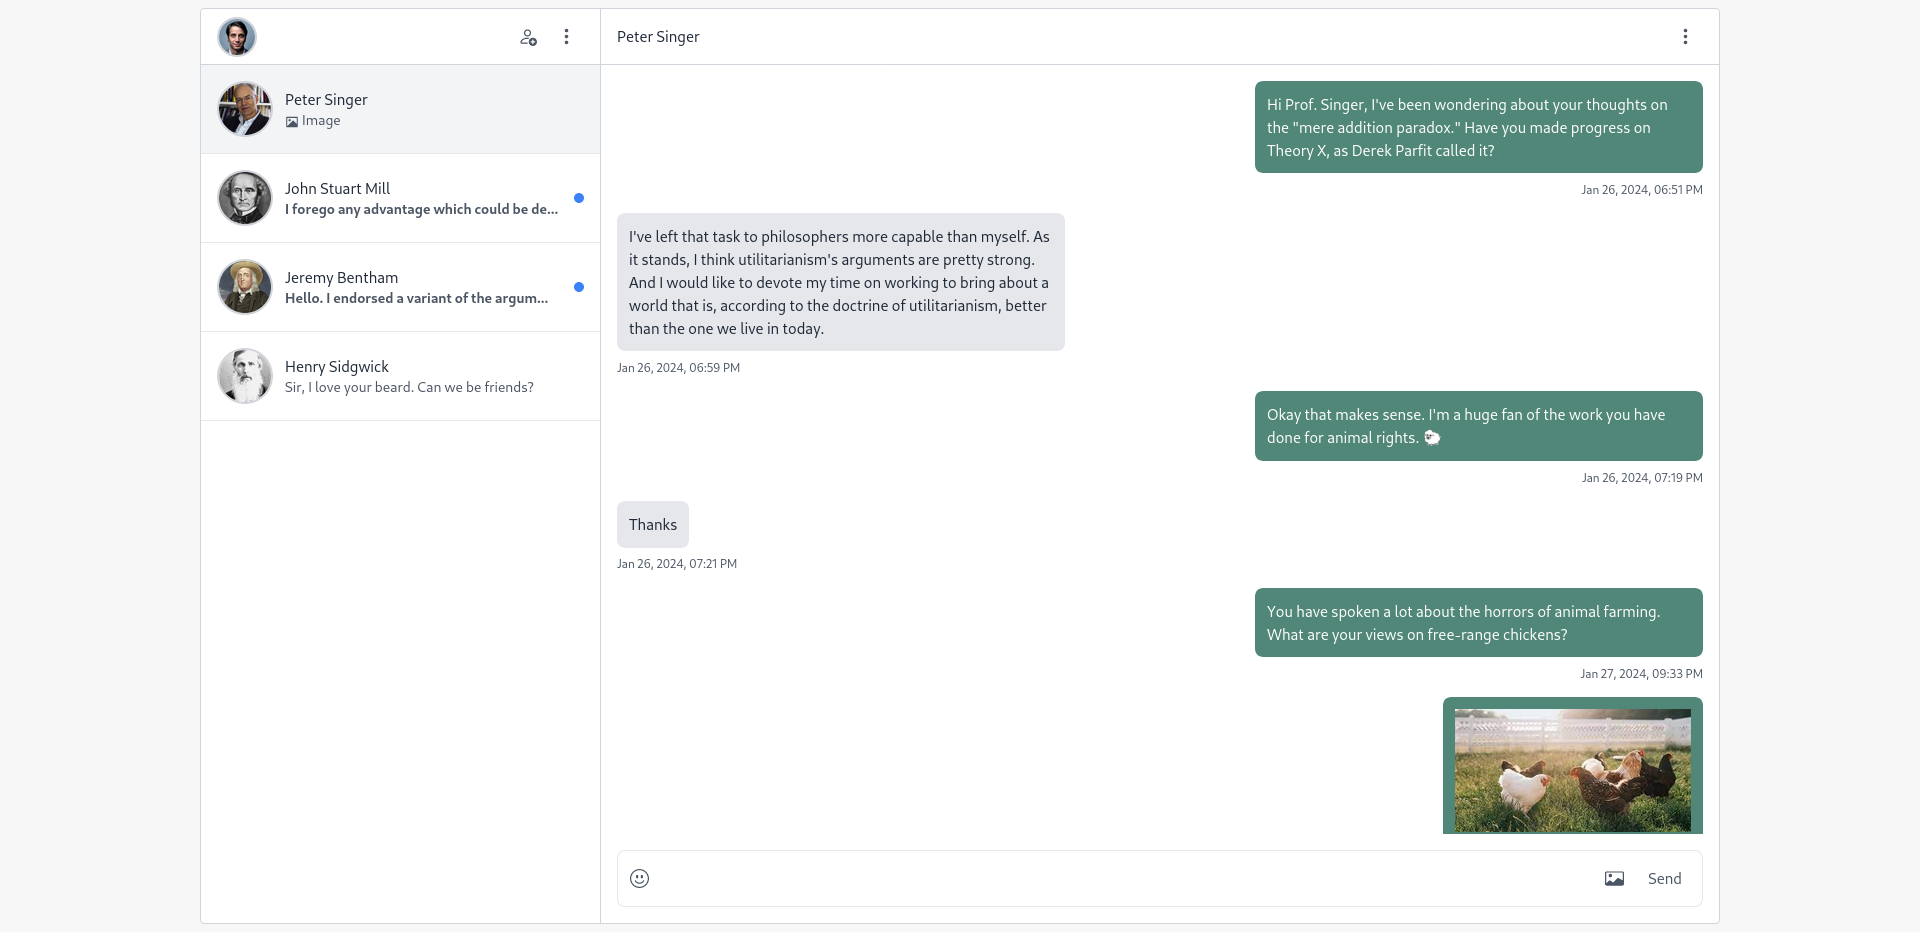 Peter Singer
Image
John Stuart Mill
I forego any advantage which could be de...
Jeremy Bentham
Hello. I endorsed a variant of the argum...
Henry Sidgwick
Sir, I love your beard. Can we be friends?
Peter Singer
Hi Prof. Singer, I've been wondering about your thoughts on
the "mere addition paradox." Have you made progress on
Theory X, as Derek Parfit called it?
Jan 26, 2024, 06:51 PM
I've left that task to philosophers more capable than myself. As
it stands, I think utilitarianism's arguments are pretty strong.
And I would like to devote my time on working to bring about a
world that is, according to the doctrine of utilitarianism, better
than the one we live in today.
Jan 26, 2024, 06:59 PM
Okay that makes sense. I'm a huge fan of the work you have
done for animal rights. 🐑
Jan 26, 2024, 07:19 PM
Thanks
Jan 26, 2024, 07:21 PM
You have spoken a lot about the horrors of animal farming.
What are your views on free-range chickens?
Jan 27, 2024, 09:33 PM
Send